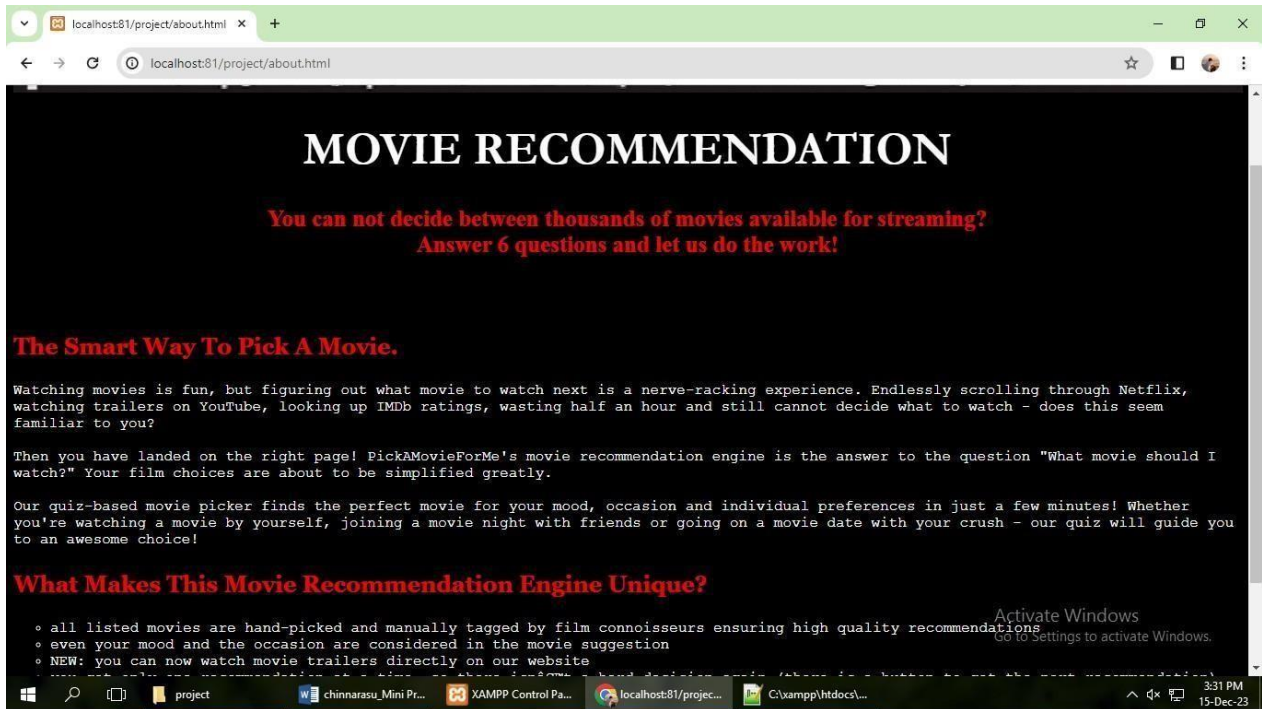 localhost:81/project/about.html
localhost:81/project/about.html
MOVIE RECOMMENDATION
You can not decide between thousands of movies available for streaming?
Answer 6 questions and let us do the work!
The Smart Way To Pick A Movie.
Watching movies is fun, but figuring out what movie to watch next is a nerve-racking experience. Endlessly scrolling through Netflix,
watching trailers on YouTube, looking up IMDb ratings, wasting half an hour and still cannot decide what to watch - does this seem
familiar to you?
Then you have landed on the right page! PickAMovieForMe's movie recommendation engine is the answer to the question "What movie should I
watch?" Your film choices are about to be simplified greatly.
Our quiz-based movie picker finds the perfect movie for your mood, occasion and individual preferences in just a few minutes! Whether
you're watching a movie by yourself, joining a movie night with friends or going on a movie date with your crush - our quiz will guide you
to an awesome choice!
What Makes This Movie Recommendation Engine Unique?
all listed movies are hand-picked and manually tagged by film connoisseurs ensuring high quality recommendations
even your mood and the occasion are considered in the movie suggestion
NEW: you can now watch movie trailers directly on our website
Activate Windows
Go to Settings to activate Windows.
project
chinnarasu_Mini Pr...
XAMPP Control Pa...
localhost:81/projec...
C:\xampp\htdocs\...
3:31 PM
15-Dec-23